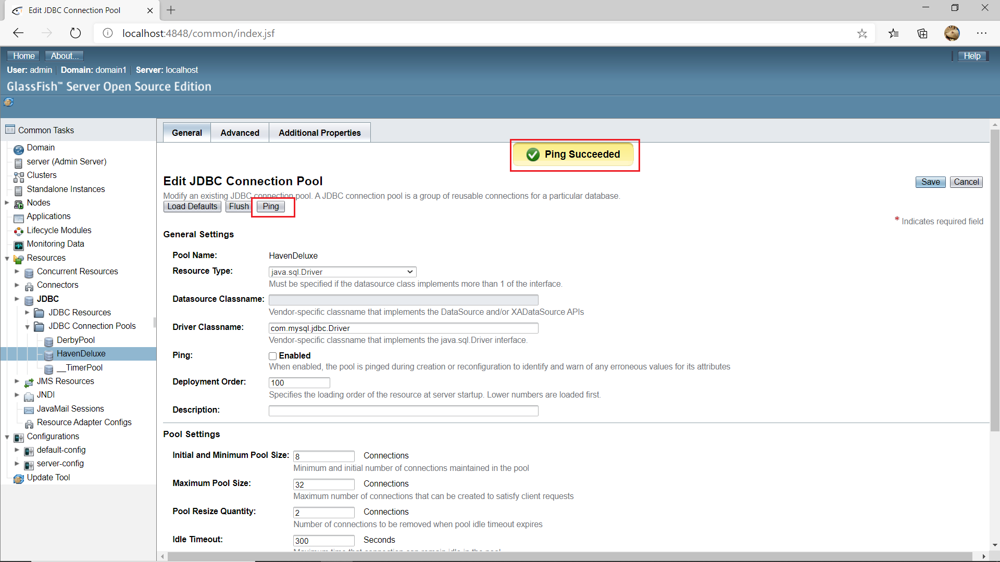 Edit JDBC Connection Pool
localhost:4848/common/index.jsf
Home About... Help
User: admin Domain: domain1 Server: localhost
GlassFish™ Server Open Source Edition
Common Tasks
Domain
server (Admin Server)
Clusters
Standalone Instances
Nodes
Applications
Lifecycle Modules
Monitoring Data
Resources
Concurrent Resources
Connectors
JDBC
JDBC Resources
JDBC Connection Pools
DerbyPool
HavenDeluxe
__TimerPool
JMS Resources
JNDI
JavaMail Sessions
Resource Adapter Configs
Configurations
default-config
server-config
Update Tool
General Advanced Additional Properties
Ping Succeeded
Edit JDBC Connection Pool
Save Cancel
Modify an existing JDBC connection pool. A JDBC connection pool is a group of reusable connections for a particular database.
Load Defaults Flush Ping
* Indicates required field
General Settings
Pool Name: HavenDeluxe
Resource Type: java.sql.Driver
Must be specified if the datasource class implements more than 1 of the interface.
Datasource Classname:
Vendor-specific classname that implements the DataSource and/or XADataSource APIs
Driver Classname: com.mysql.jdbc.Driver
Vendor-specific classname that implements the java.sql.Driver interface.
Ping: Enabled
When enabled, the pool is pinged during creation or reconfiguration to identify and warn of any erroneous values for its attributes
Deployment Order: 100
Specifies the loading order of the resource at server startup. Lower numbers are loaded first.
Description:
Pool Settings
Initial and Minimum Pool Size: 8 Connections
Minimum and initial number of connections maintained in the pool
Maximum Pool Size: 32 Connections
Maximum number of connections that can be created to satisfy client requests
Pool Resize Quantity: 2 Connections
Number of connections to be removed when pool idle timeout expires
Idle Timeout: 300 Seconds
Maximum time that connection can remain idle in the pool